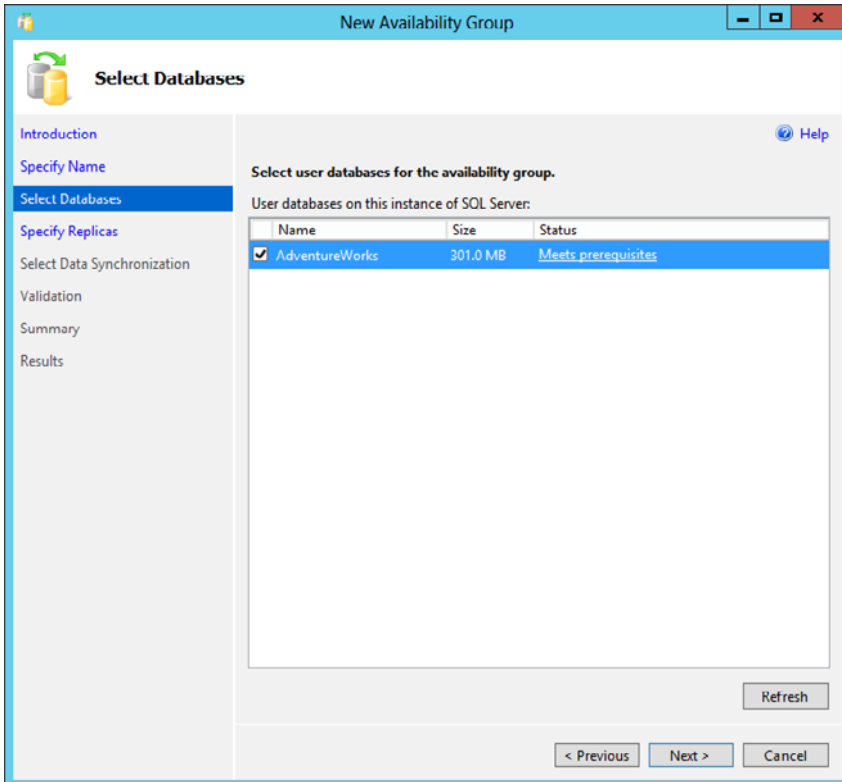 New Availability Group
Select Databases
Introduction
Specify Name
Select Databases
Specify Replicas
Select Data Synchronization
Validation
Summary
Results
Help
Select user databases for the availability group.
User databases on this instance of SQL Server:
Name Size Status
AdventureWorks 301.0 MB Meets prerequisites
Refresh
< Previous Next > Cancel